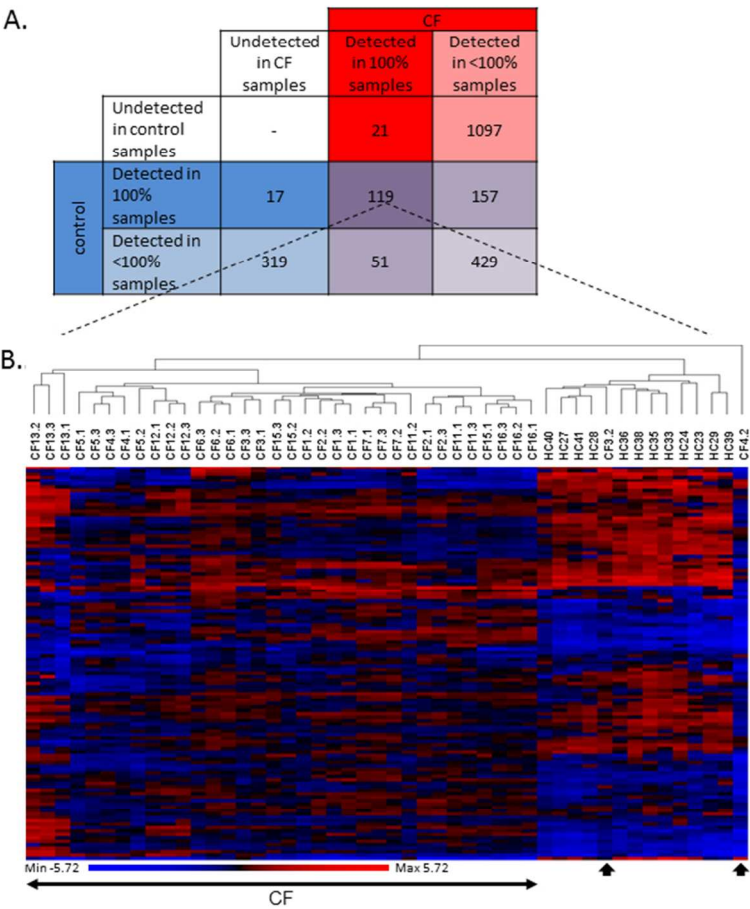 A.
CF
Undetected in CF samples
Detected in 100% samples
Detected in <100% samples
Undetected in control samples
-
21
1097
control
Detected in 100% samples
17
119
157
Detected in <100% samples
319
51
429
B.
CF13.2
CF13.3
CF13.1
CF5.1
CF5.3
CF4.3
CF4.1
CF5.2
CF12.1
CF12.2
CF12.3
CF6.3
CF6.2
CF6.1
CF3.3
CF3.1
CF15.3
CF15.2
CF1.2
CF2.2
CF1.3
CF1.1
CF7.1
CF7.3
CF7.2
CF11.2
CF2.1
CF2.3
CF11.1
CF11.3
CF15.1
CF16.3
CF16.2
CF16.1
HC40
HC27
HC41
HC28
CF3.2
HC36
HC38
HC35
HC33
HC24
HC23
HC29
HC39
CF4.2
Min -5.72
Max 5.72
CF